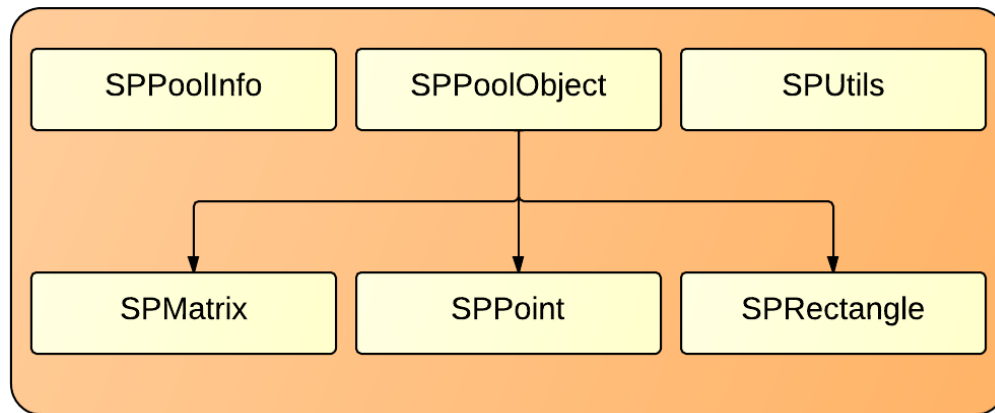 SPPoolInfo
SPPoolObject
SPUtils
SPMatrix
SPPoint
SPRectangle